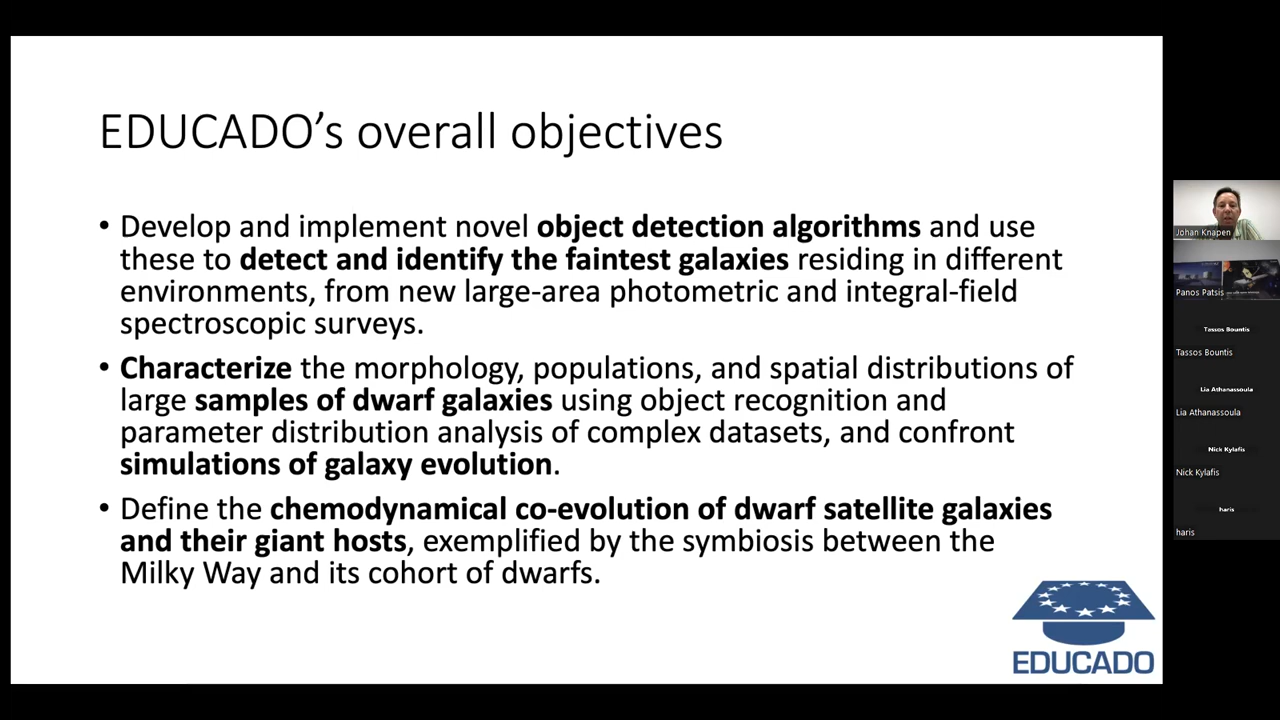 EDUCADO’s overall objectives
• Develop and implement novel object detection algorithms and use
these to detect and identify the faintest galaxies residing in different
environments, from new large-area photometric and integral-field
spectroscopic surveys.
• Characterize the morphology, populations, and spatial distributions of
large samples of dwarf galaxies using object recognition and
parameter distribution analysis of complex datasets, and confront
simulations of galaxy evolution.
• Define the chemodynamical co-evolution of dwarf satellite galaxies
and their giant hosts, exemplified by the symbiosis between the
Milky Way and its cohort of dwarfs.
EDUCADO
Johan Knapen
Panos Patsis
Tassos Bountis
Tassos Bountis
Lia Athanassoula
Lia Athanassoula
Nick Kylafis
Nick Kylafis
haris
haris